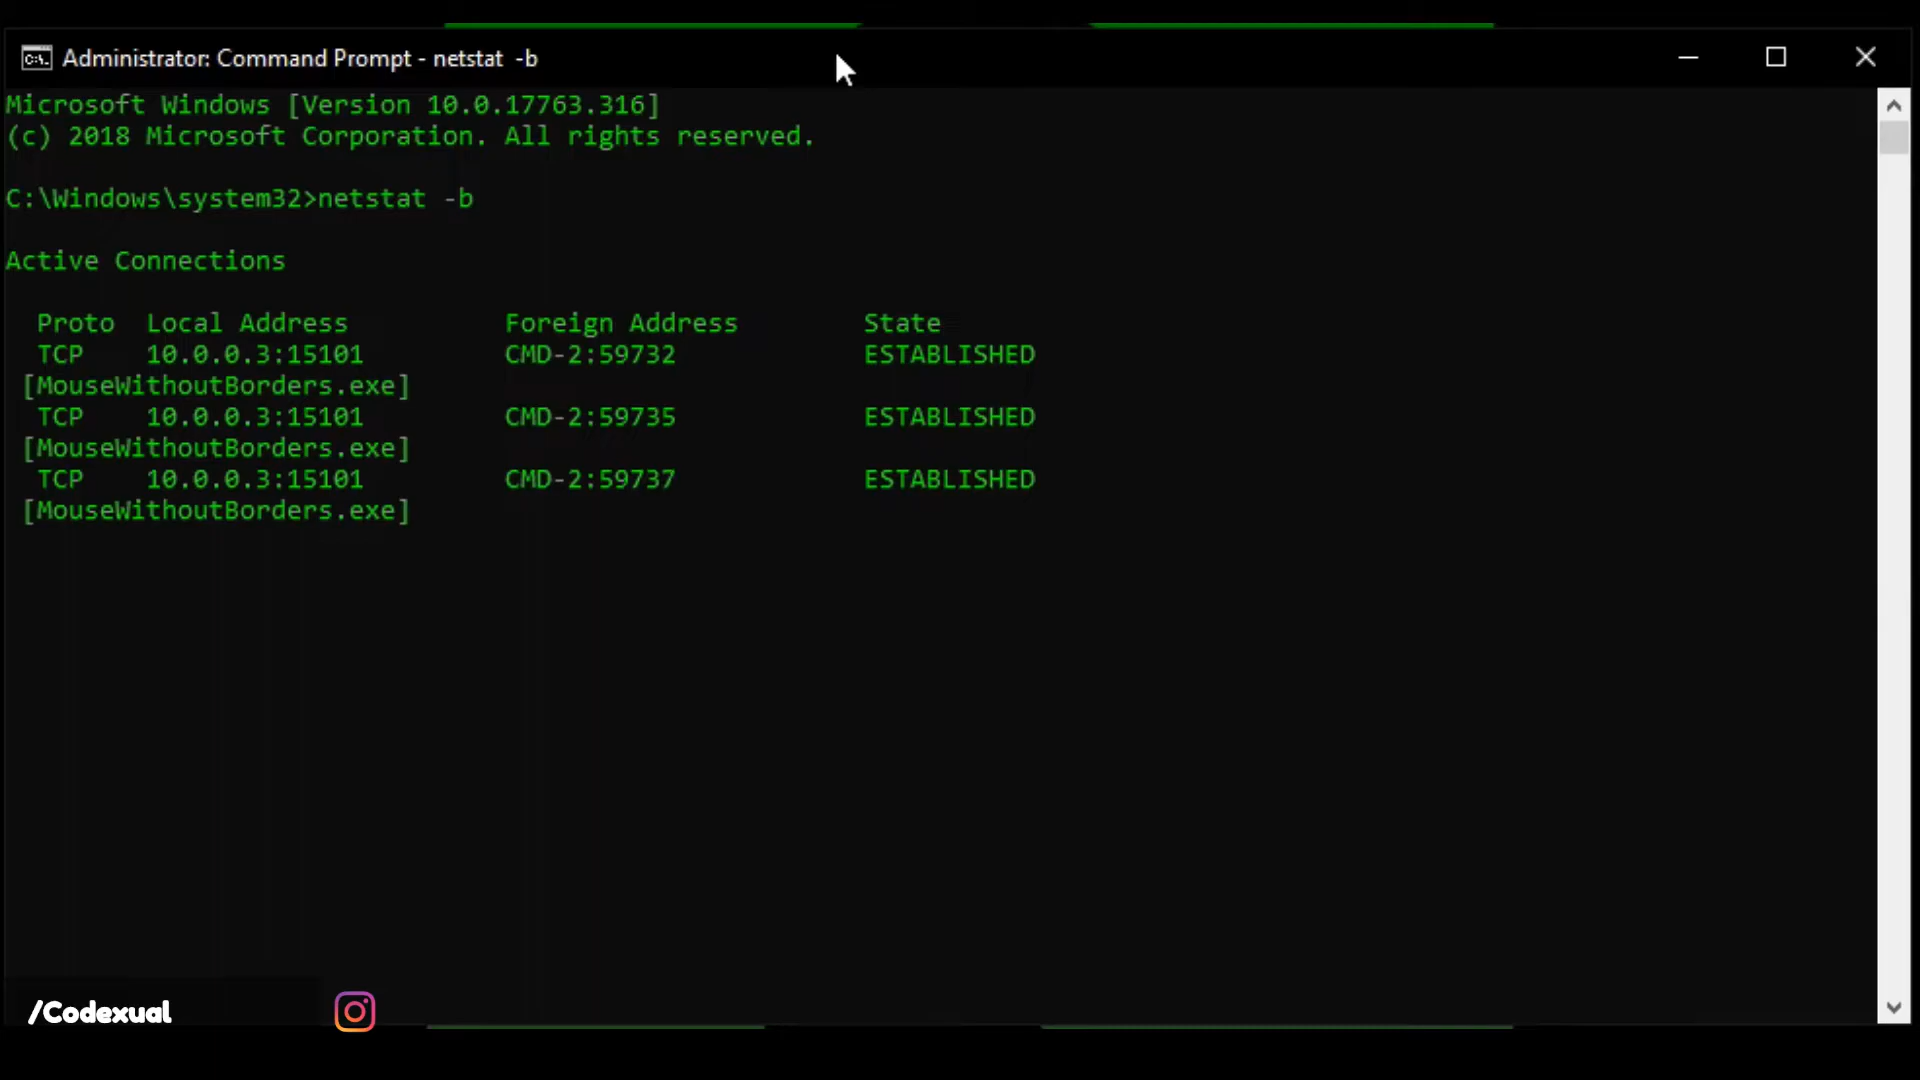 Administrator: Command Prompt - netstat  -b
Microsoft Windows [Version 10.0.17763.316]
(c) 2018 Microsoft Corporation. All rights reserved.
C:\Windows\system32>netstat -b
Active Connections
Proto  Local Address          Foreign Address        State
TCP    10.0.0.3:15101         CMD-2:59732            ESTABLISHED
[MouseWithoutBorders.exe]
TCP    10.0.0.3:15101         CMD-2:59735            ESTABLISHED
[MouseWithoutBorders.exe]
TCP    10.0.0.3:15101         CMD-2:59737            ESTABLISHED
[MouseWithoutBorders.exe]
/Codexual